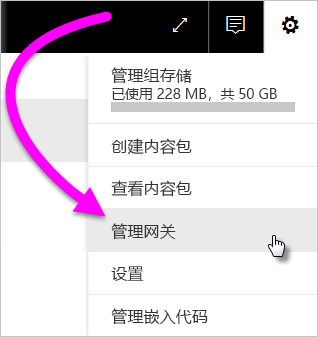 管理组存储
已使用 228 MB，共 50 GB
创建内容包
查看内容包
管理网关
设置
管理嵌入代码